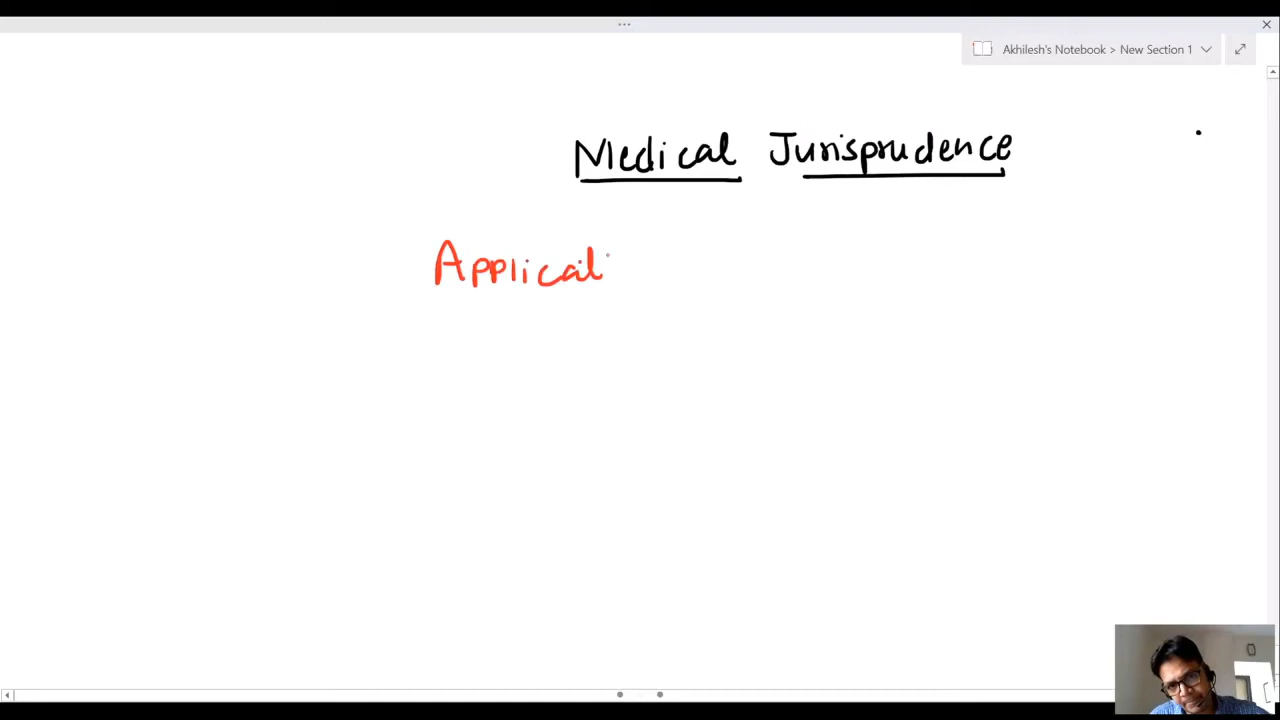 Akhilesh's Notebook > New Section 1
Medical Jurisprudence
Applicat